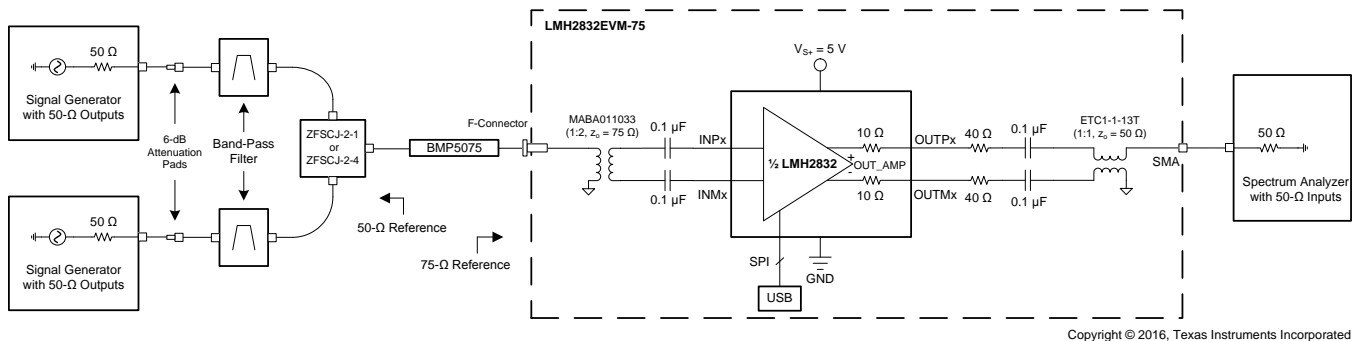 LMH2832EVM-75
50 Ω
Signal Generator
with 50-Ω Outputs
6-dB
Attenuation
Pads
Band-Pass
Filter
50 Ω
Signal Generator
with 50-Ω Outputs
ZFSCJ-2-1
or
ZFSCJ-2-4
BMP5075
F-Connector
50-Ω Reference
75-Ω Reference
MABA011033
(1:2, zₒ = 75 Ω)
0.1 µF
0.1 µF
INPx
INMx
V_S+ = 5 V
½ LMH2832
+
OUT_AMP
-
10 Ω
10 Ω
SPI
USB
GND
OUTPx
OUTMx
40 Ω
40 Ω
0.1 µF
0.1 µF
ETC1-1-13T
(1:1, zₒ = 50 Ω)
SMA
50 Ω
Spectrum Analyzer
with 50-Ω Inputs
Copyright © 2016, Texas Instruments Incorporated